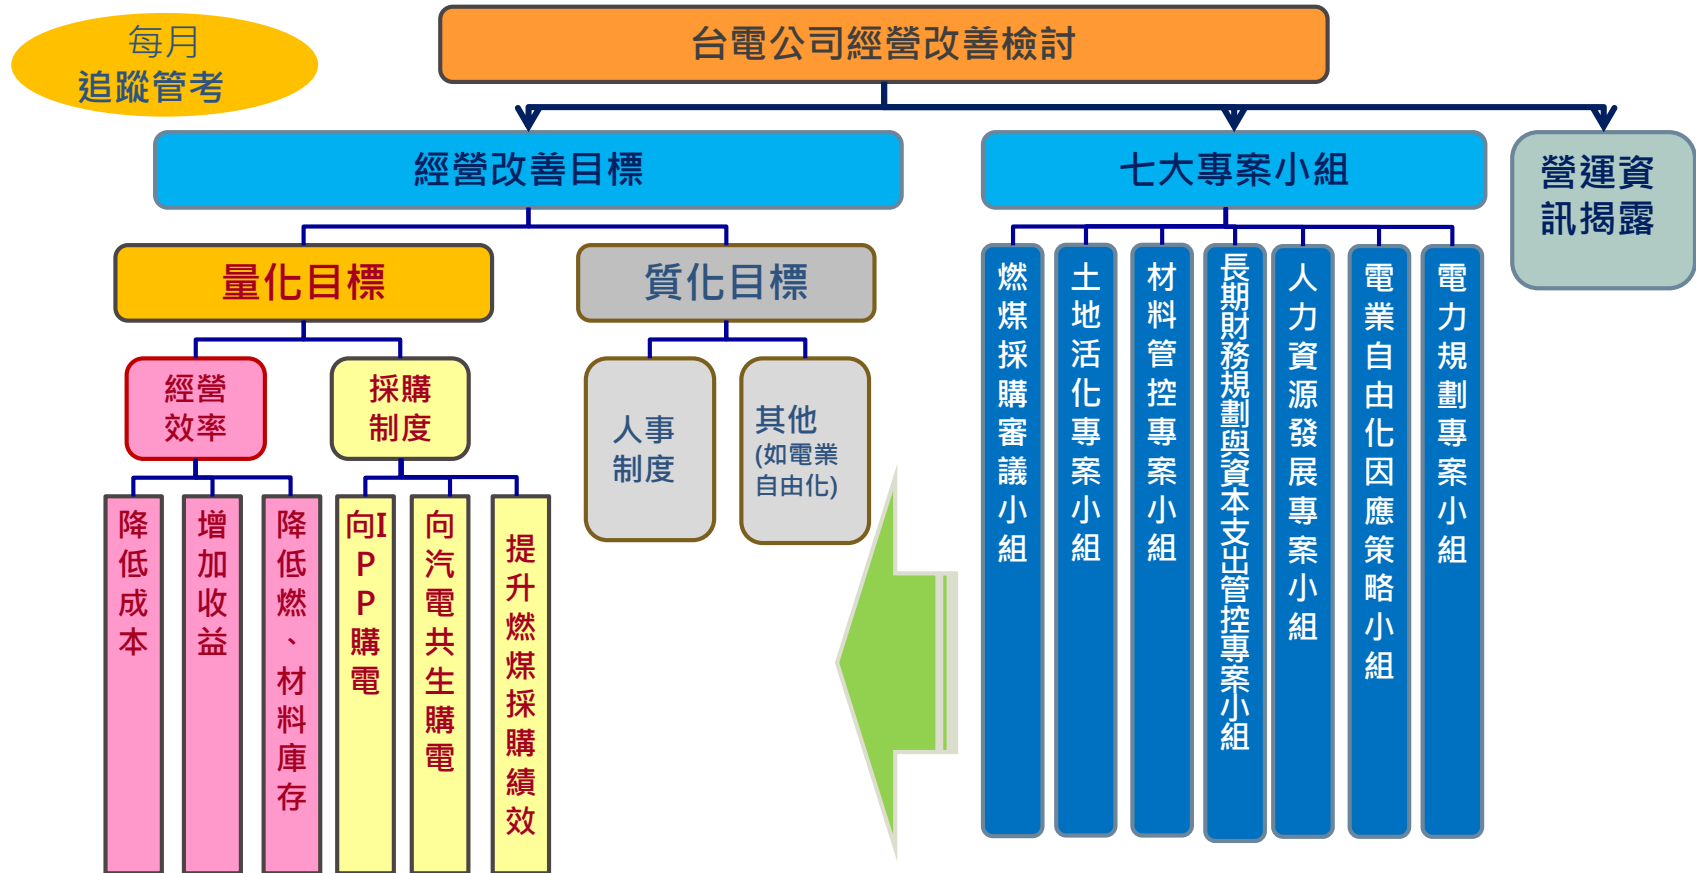 每月
追蹤管考
台電公司經營改善檢討
經營改善目標
七大專案小組
營運資
訊揭露
量化目標
質化目標
經營
效率
採購
制度
人事
制度
其他
(如電業
自由化)
降低成本
增加收益
降低燃、材料庫存
向IPP購電
向汽電共生購電
提升燃煤採購績效
燃煤採購審議小組
土地活化專案小組
材料管控專案小組
長期財務規劃與資本支出管控專案小組
人力資源發展專案小組
電業自由化因應策略小組
電力規劃專案小組